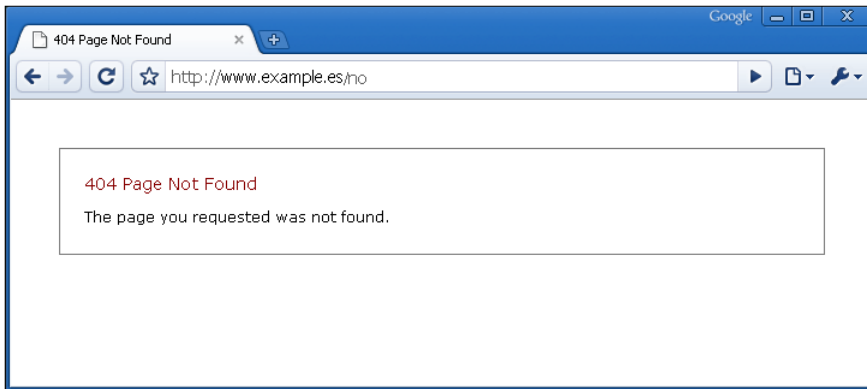 Google
404 Page Not Found
http://www.example.es/no
404 Page Not Found
The page you requested was not found.